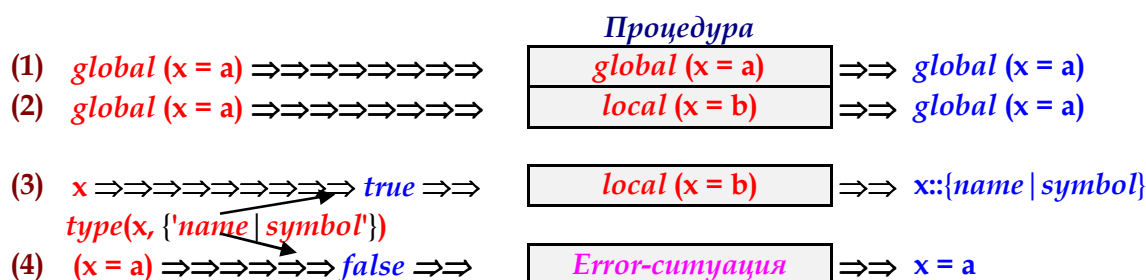 Процедура
(1) global (x = a) ⇒⇒⇒⇒⇒⇒⇒⇒ global (x = a) ⇒⇒ global (x = a)
(2) global (x = a) ⇒⇒⇒⇒⇒⇒⇒⇒ local (x = b) ⇒⇒ global (x = a)
(3) x ⇒⇒⇒⇒⇒⇒⇒⇒⇒ true ⇒⇒ local (x = b) ⇒⇒ x::{name|symbol}
type(x, {'name|symbol'})
(4) (x = a) ⇒⇒⇒⇒⇒⇒ false ⇒⇒ Error-ситуация ⇒⇒ x = a